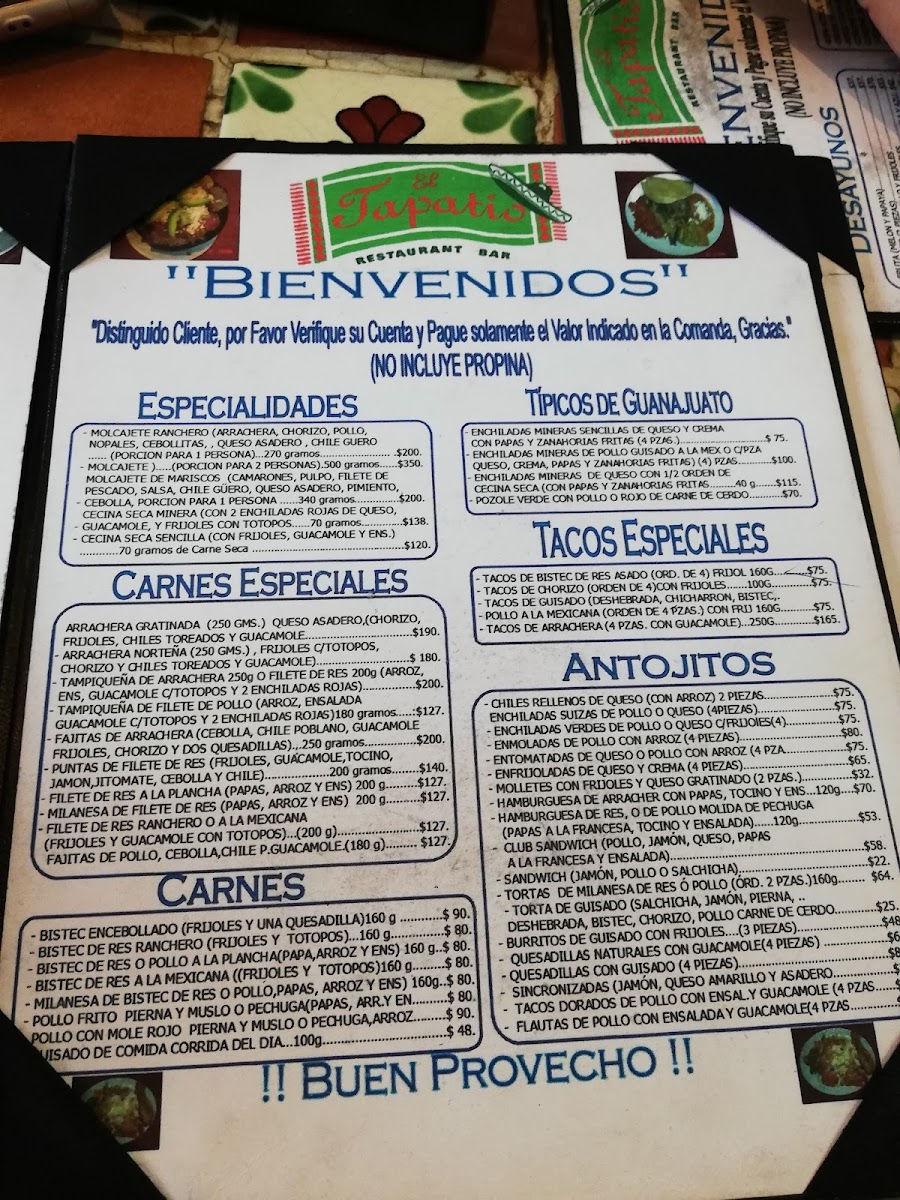 El
Tapatio
RESTAURANT BAR
"BIENVENIDOS"
"Distinguido Cliente, por Favor Verifique su Cuenta y Pague solamente el Valor Indicado en la Comanda, Gracias."
(NO INCLUYE PROPINA)
ESPECIALIDADES
- MOLCAJETE RANCHERO (ARRACHERA, CHORIZO, POLLO,
NOPALES, CEBOLLITAS, , QUESO ASADERO , CHILE GUERO
...... (PORCION PARA 1 PERSONA)...270 gramos.....................$200.
- MOLCAJETE ).....(PORCION PARA 2 PERSONAS).500 gramos......$350.
MOLCAJETE DE MARISCOS (CAMARONES, PULPO, FILETE DE
PESCADO, SALSA, CHILE GÜERO, QUESO ASADERO, PIMIENTO,
- CEBOLLA, PORCION PARA 1 PERSONA ......340 gramos............$200.
CECINA SECA MINERA (CON 2 ENCHILADAS ROJAS DE QUESO,
- GUACAMOLE, Y FRIJOLES CON TOTOPOS......70 gramos............$138.
- CECINA SECA SENCILLA (CON FRIJOLES, GUACAMOLE Y ENS.)
............70 gramos de Carne Seca ..........................................$120.
CARNES ESPECIALES
ARRACHERA GRATINADA (250 GMS.) QUESO ASADERO,(CHORIZO,
FRIJOLES, CHILES TOREADOS Y GUACAMOLE............................$190.
- ARRACHERA NORTEÑA (250 GMS.) , FRIJOLES C/TOTOPOS,
CHORIZO Y CHILES TOREADOS Y GUACAMOLE)........................$ 180.
- TAMPIQUEÑA DE ARRACHERA 250g O FILETE DE RES 200g (ARROZ,
ENS, GUACAMOLE C/TOTOPOS Y 2 ENCHILADAS ROJAS)..............$200.
- TAMPIQUEÑA DE FILETE DE POLLO (ARROZ, ENSALADA
GUACAMOLE C/TOTOPOS Y 2 ENCHILADAS ROJAS)180 gramos....:$127.
- FAJITAS DE ARRACHERA (CEBOLLA, CHILE POBLANO, GUACAMOLE
FRIJOLES, CHORIZO Y DOS QUESADILLAS)...250 gramos.............$200.
- PUNTAS DE FILETE DE RES (FRIJOLES, GUACAMOLE,TOCINO,
JAMON,JITOMATE, CEBOLLA Y CHILE)................200 gramos.......$140.
- FILETE DE RES A LA PLANCHA (PAPAS, ARROZ Y ENS) 200 g........$127.
- MILANESA DE FILETE DE RES (PAPAS, ARROZ Y ENS) 200 g.........$127.
- FILETE DE RES RANCHERO O A LA MEXICANA
(FRIJOLES Y GUACAMOLE CON TOTOPOS)...(200 g).....................$127.
FAJITAS DE POLLO, CEBOLLA,CHILE P.GUACAMOLE.(180 g)......... $127.
CARNES
- BISTEC ENCEBOLLADO (FRIJOLES Y UNA QUESADILLA)160 g ...........$ 90.
- BISTEC DE RES RANCHERO (FRIJOLES Y TOTOPOS)...160 g..............$ 80.
- BISTEC DE RES O POLLO A LA PLANCHA(PAPA,ARROZ Y ENS) 160 g..$ 80.
- BISTEC DE RES A LA MEXICANA ((FRIJOLES Y TOTOPOS)160 g........$ 80.
- MILANESA DE BISTEC DE RES O POLLO,PAPAS, ARROZ Y ENS) 160g..$ 80.
POLLO FRITO PIERNA Y MUSLO O PECHUGA(PAPAS, ARR.Y EN.........$ 80.
POLLO CON MOLE ROJO PIERNA Y MUSLO O PECHUGA,ARROZ........$ 90.
UISADO DE COMIDA CORRIDA DEL DIA...100g..............................$ 48.
TÍPICOS DE GUANAJUATO
ENCHILADAS MINERAS SENCILLAS DE QUESO Y CREMA
CON PAPAS Y ZANAHORIAS FRITAS (4 PZAS.).......................$ 75.
- ENCHILADAS MINERAS DE POLLO GUISADO A LA MEX O C/PZA
QUESO, CREMA, PAPAS Y ZANAHORIAS FRITAS) (4) PZAS..........$100.
- ENCHILADAS MINERAS DE QUESO CON 1/2 ORDEN DE
CECINA SECA (CON PAPAS Y ZANAHORIAS FRITAS........40 g......$115.
- POZOLE VERDE CON POLLO O ROJO DE CARNE DE CERDO..........$70.
TACOS ESPECIALES
- TACOS DE BISTEC DE RES ASADO (ORD. DE 4) FRIJOL 160G.........$75.
- TACOS DE CHORIZO (ORDEN DE 4)CON FRIJOLES......100G..........$75.
- TACOS DE GUISADO (DESHEBRADA, CHICHARRON, BISTEC,.
- POLLO A LA MEXICANA (ORDEN DE 4 PZAS.) CON FRIJ 160G.........$75.
- TACOS DE ARRACHERA (4 PZAS. CON GUACAMOLE)...250G.........$165.
ANTOJITOS
- CHILES RELLENOS DE QUESO (CON ARROZ) 2 PIEZAS.................$75.
ENCHILADAS SUIZAS DE POLLO O QUESO (4PIEZAS)...................$75.
- ENCHILADAS VERDES DE POLLO O QUESO C/FRIJOLES(4)............$75.
- ENMOLADAS DE POLLO CON ARROZ (4 PIEZAS).......................$80.
- ENTOMATADAS DE QUESO O POLLO CON ARROZ (4 PZA.............$75.
- ENFRIJOLADAS DE QUESO Y CREMA (4 PIEZAS).......................$65.
- MOLLETES CON FRIJOLES Y QUESO GRATINADO (2 PZAS.)...........$32.
- HAMBURGUESA DE ARRACHER CON PAPAS, TOCINO Y ENS...120g...$70.
- HAMBURGUESA DE RES, O DE POLLO MOLIDA DE PECHUGA
(PAPAS A LA FRANCESA, TOCINO Y ENSALADA)......120g.............$53.
- CLUB SANDWICH (POLLO, JAMÓN, QUESO, PAPAS
A LA FRANCESA Y ENSALADA)...............................................$58.
- SANDWICH (JAMÓN, POLLO O SALCHICHA)...............................$22.
- TORTAS DE MILANESA DE RES Ó POLLO (ÓRD. 2 PZAS.)160g....... $64.
- TORTA DE GUISADO (SALCHICHA, JAMÓN, PIERNA, ..
DESHEBRADA, BISTEC, CHORIZO, POLLO CARNE DE CERDO..........$25.
- BURRITOS DE GUISADO CON FRIJOLES....(3 PIEZAS)....................$48
- QUESADILLAS NATURALES CON GUACAMOLE(4 PIEZAS) ...............$6
- QUESADILLAS CON GUISADO (4 PIEZAS)...................................$8
- SINCRONIZADAS (JAMÓN, QUESO AMARILLO Y ASADERO..............$
- TACOS DORADOS DE POLLO CON ENSAL.Y GUACAMOLE (4 PZAS......$
- FLAUTAS DE POLLO CON ENSALADA Y GUACAMOLE(4 PZAS...........$
!! BUEN PROVECHO !!
Tapatio
RESTAURANT BAR
ENVENID
ifique su Cuenta y Pague solamente el
(NO INCLUYE PROPINA)
DESAYUNOS
FRUTA (MELON Y PAPAYA)